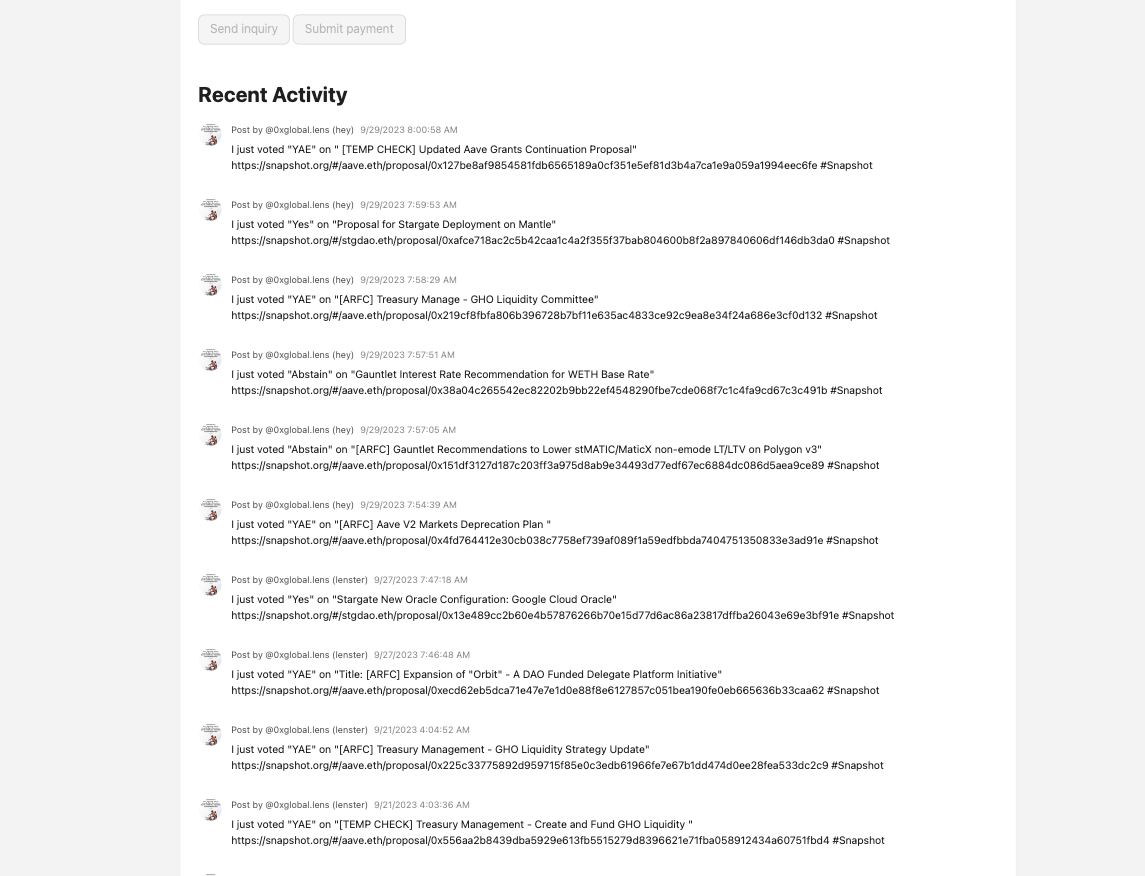 Send inquiry
Submit payment
Recent Activity
Post by @0xglobal.lens (hey) 9/29/2023 8:00:58 AM
I just voted "YAE" on " [TEMP CHECK] Updated Aave Grants Continuation Proposal"
https://snapshot.org/#/aave.eth/proposal/0x127be8af9854581fdb6565189a0cf351e5ef81d3b4a7ca1e9a059a1994eec6fe #Snapshot
Post by @0xglobal.lens (hey) 9/29/2023 7:59:53 AM
I just voted "Yes" on "Proposal for Stargate Deployment on Mantle"
https://snapshot.org/#/stgdao.eth/proposal/0xafce718ac2c5b42caa1c4a2f355f37bab804600b8f2a897840606df146db3da0 #Snapshot
Post by @0xglobal.lens (hey) 9/29/2023 7:58:29 AM
I just voted "YAE" on "[ARFC] Treasury Manage - GHO Liquidity Committee"
https://snapshot.org/#/aave.eth/proposal/0x219cf8fbfa806b396728b7bf11e635ac4833ce92c9ea8e34f24a686e3cf0d132 #Snapshot
Post by @0xglobal.lens (hey) 9/29/2023 7:57:51 AM
I just voted "Abstain" on "Gauntlet Interest Rate Recommendation for WETH Base Rate"
https://snapshot.org/#/aave.eth/proposal/0x38a04c265542ec82202b9bb22ef4548290fbe7cde068f7c1c4fa9cd67c3c491b #Snapshot
Post by @0xglobal.lens (hey) 9/29/2023 7:57:05 AM
I just voted "Abstain" on "[ARFC] Gauntlet Recommendations to Lower stMATIC/MaticX non-emode LT/LTV on Polygon v3"
https://snapshot.org/#/aave.eth/proposal/0x151df3127d187c203ff3a975d8ab9e34493d77edf67ec6884dc086d5aea9ce89 #Snapshot
Post by @0xglobal.lens (hey) 9/29/2023 7:54:39 AM
I just voted "YAE" on "[ARFC] Aave V2 Markets Deprecation Plan "
https://snapshot.org/#/aave.eth/proposal/0x4fd764412e30cb038c7758ef739af089f1a59edfbbda7404751350833e3ad91e #Snapshot
Post by @0xglobal.lens (lenster) 9/27/2023 7:47:18 AM
I just voted "Yes" on "Stargate New Oracle Configuration: Google Cloud Oracle"
https://snapshot.org/#/stgdao.eth/proposal/0x13e489cc2b60e4b57876266b70e15d77d6ac86a23817dffba26043e69e3bf91e #Snapshot
Post by @0xglobal.lens (lenster) 9/27/2023 7:46:48 AM
I just voted "YAE" on "Title: [ARFC] Expansion of "Orbit" - A DAO Funded Delegate Platform Initiative"
https://snapshot.org/#/aave.eth/proposal/0xecd62eb5dca71e47e7e1d0e88f8e6127857c051bea190fe0eb665636b33caa62 #Snapshot
Post by @0xglobal.lens (lenster) 9/21/2023 4:04:52 AM
I just voted "YAE" on "[ARFC] Treasury Management - GHO Liquidity Strategy Update"
https://snapshot.org/#/aave.eth/proposal/0x225c33775892d959715f85e0c3edb61966fe7e67b1dd474d0ee28fea533dc2c9 #Snapshot
Post by @0xglobal.lens (lenster) 9/21/2023 4:03:36 AM
I just voted "YAE" on "[TEMP CHECK] Treasury Management - Create and Fund GHO Liquidity "
https://snapshot.org/#/aave.eth/proposal/0x556aa2b8439dba5929e613fb5515279d8396621e71fba058912434a60751fbd4 #Snapshot